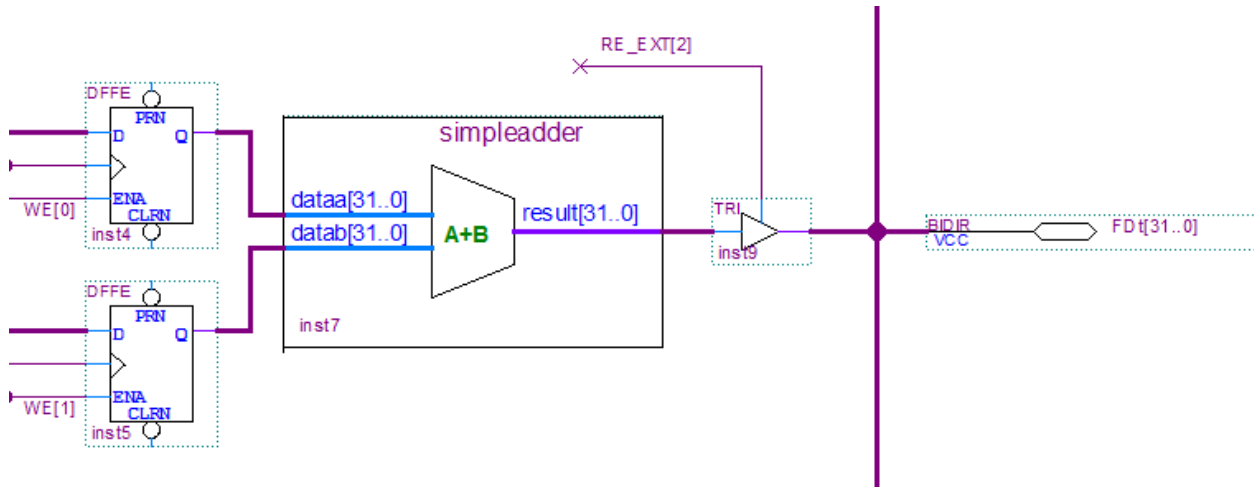 RE_EXT[2]
DFFE
PRN
D
Q
ENA
CLRN
WE[0]
inst4
simpleadder
dataa[31..0]
datab[31..0]
A+B
result[31..0]
inst7
TRI
inst9
BIDIR
VCC
FDt[31..0]
DFFE
PRN
D
Q
ENA
CLRN
WE[1]
inst5